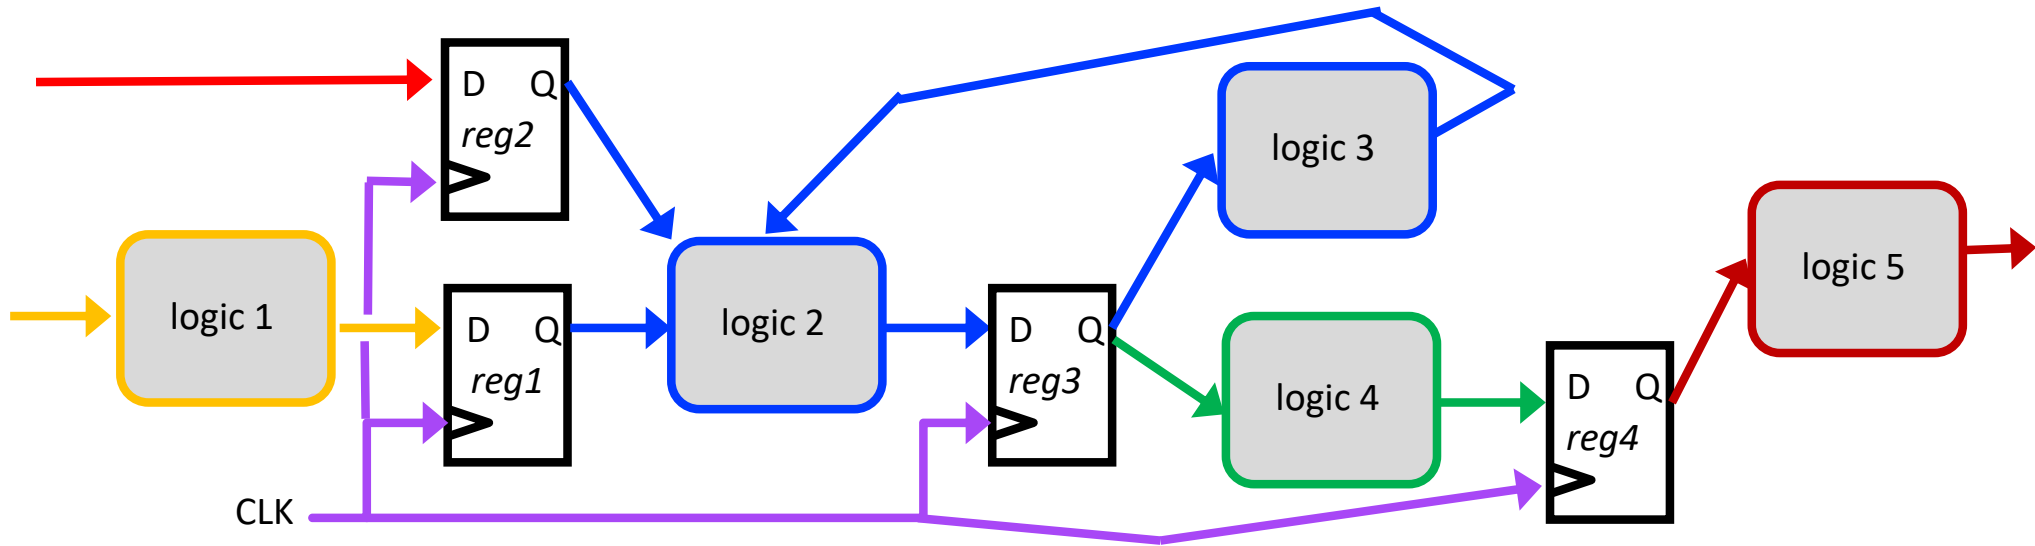 D Q
reg2
logic 3
logic 1
D Q
reg1
logic 2
D Q
reg3
logic 4
logic 5
D Q
reg4
CLK